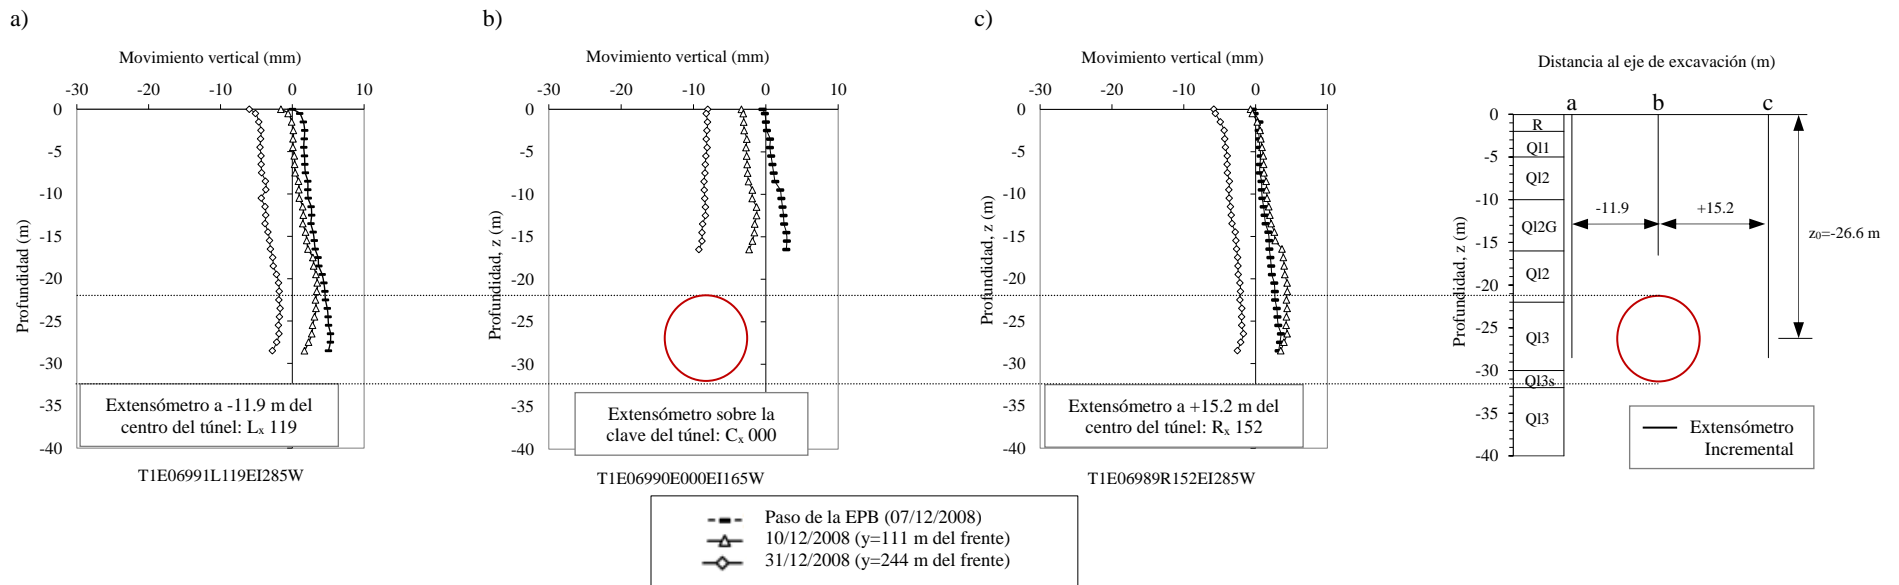 a)
Movimiento vertical (mm)
-30 -20 -10 0 10
Profundidad (m)
0
-5
-10
-15
-20
-25
-30
-35
-40
Extensómetro a -11.9 m del
centro del túnel: Lx 119
T1E06991L119EI285W
b)
Movimiento vertical (mm)
-30 -20 -10 0 10
Profundidad, z (m)
0
-5
-10
-15
-20
-25
-30
-35
-40
Extensómetro sobre la
clave del túnel: Cx 000
T1E06990E000EI165W
c)
Movimiento vertical (mm)
-30 -20 -10 0 10
Profundidad, z (m)
0
-5
-10
-15
-20
-25
-30
-35
-40
Extensómetro a +15.2 m del
centro del túnel: Rx 152
T1E06989R152EI285W
Distancia al eje de excavación (m)
a b c
Profundidad, z (m)
0
-5
-10
-15
-20
-25
-30
-35
-40
R
Ql1
Ql2
Ql2G
Ql2
Ql3
Ql3s
Ql3
-11.9
+15.2
z0=-26.6 m
Extensómetro
Incremental
Paso de la EPB (07/12/2008)
10/12/2008 (y=111 m del frente)
31/12/2008 (y=244 m del frente)